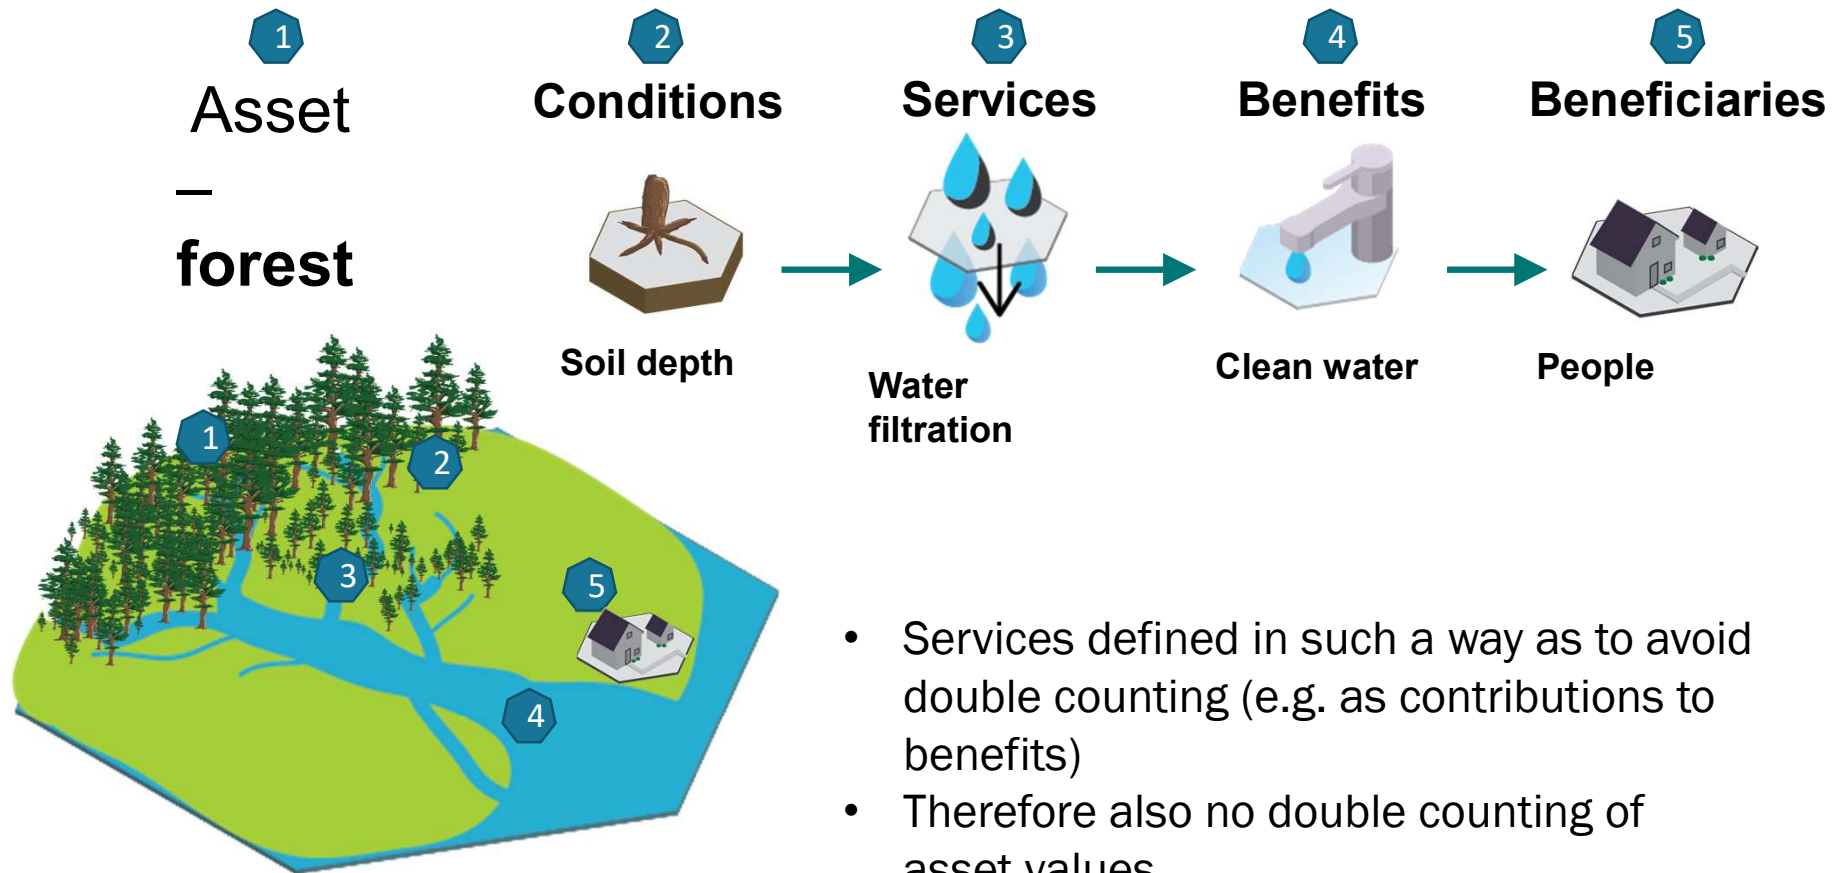 1
2
3
4
5
Asset
–
forest
Conditions
Services
Benefits
Beneficiaries
Soil depth
Water
filtration
Clean water
People
1
2
3
4
5
• Services defined in such a way as to avoid
double counting (e.g. as contributions to
benefits)
• Therefore also no double counting of
asset values